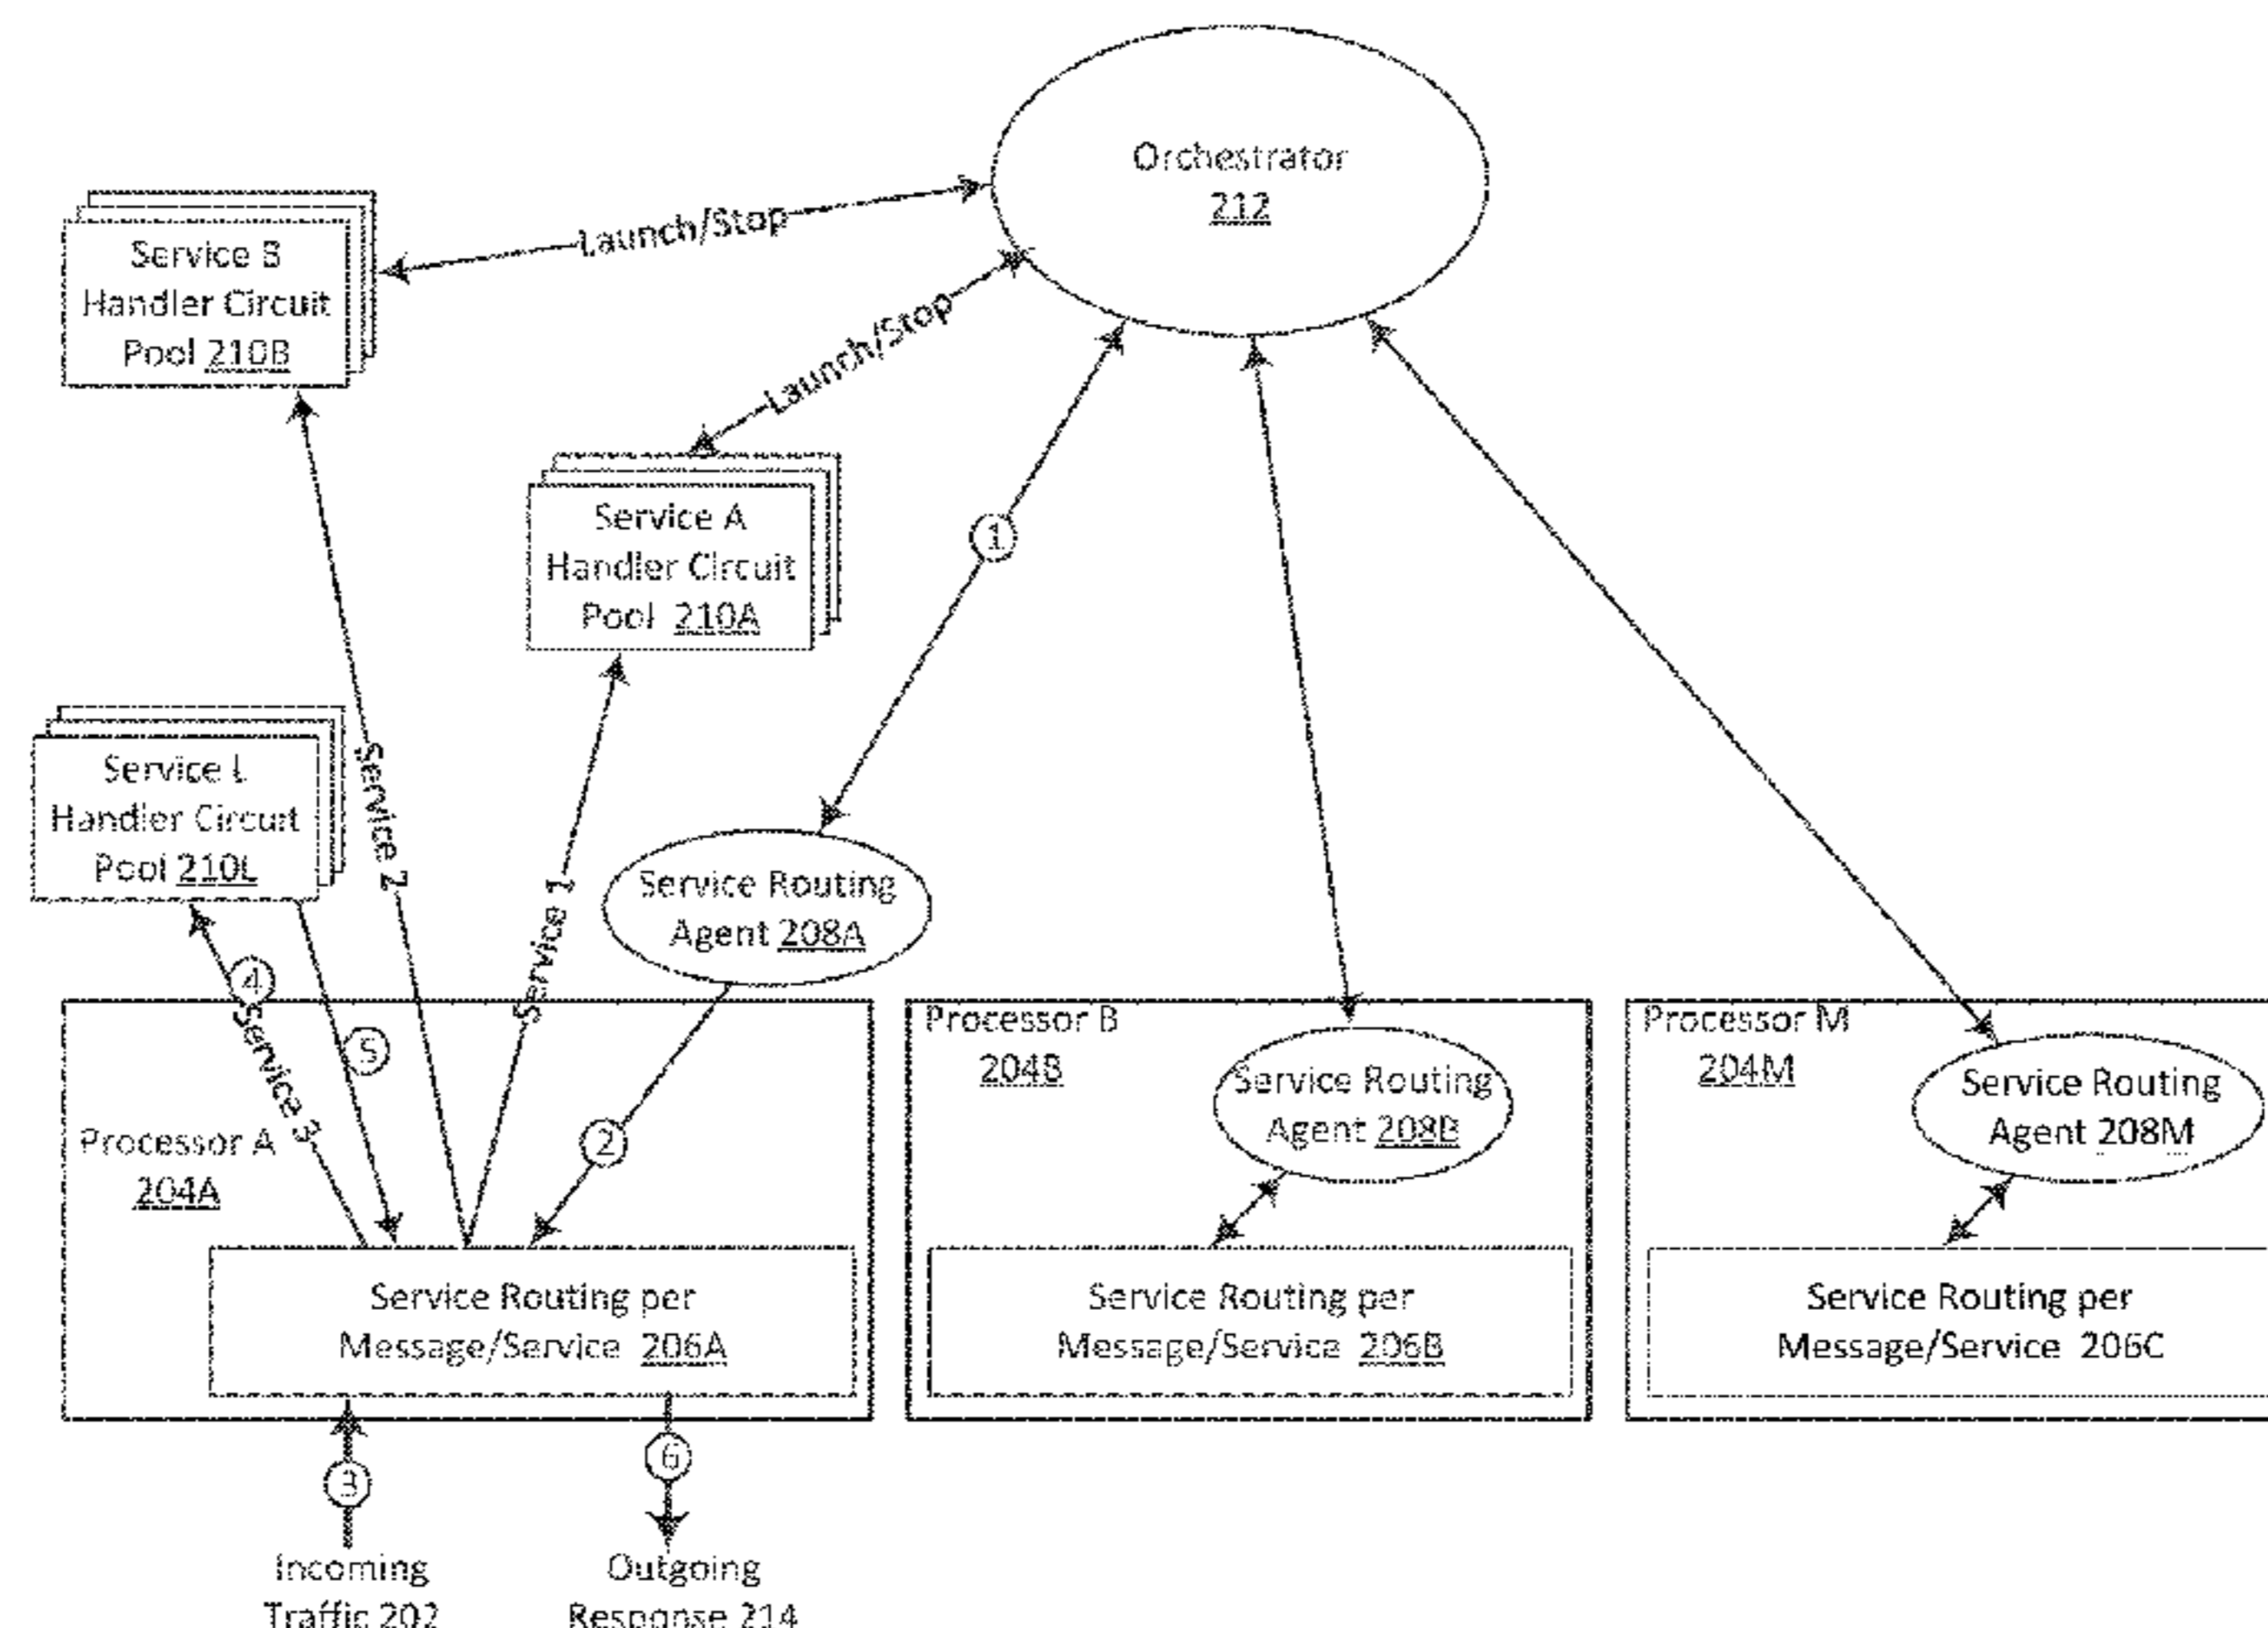 Orchestrator
212
Launch/Stop
Service B
Handler Circuit
Pool 210B
Launch/Stop
Service A
Handler Circuit
Pool 210A
1
Service L
Handler Circuit
Pool 210L
Service 2
Service 1
Service Routing
Agent 208A
4
Service 3
5
2
Processor A
204A
Service Routing per
Message/Service 206A
Processor B
204B
Service Routing
Agent 208B
Service Routing per
Message/Service 206B
Processor M
204M
Service Routing
Agent 208M
Service Routing per
Message/Service 206C
3
6
Incoming
Traffic 202
Outgoing
Response 214